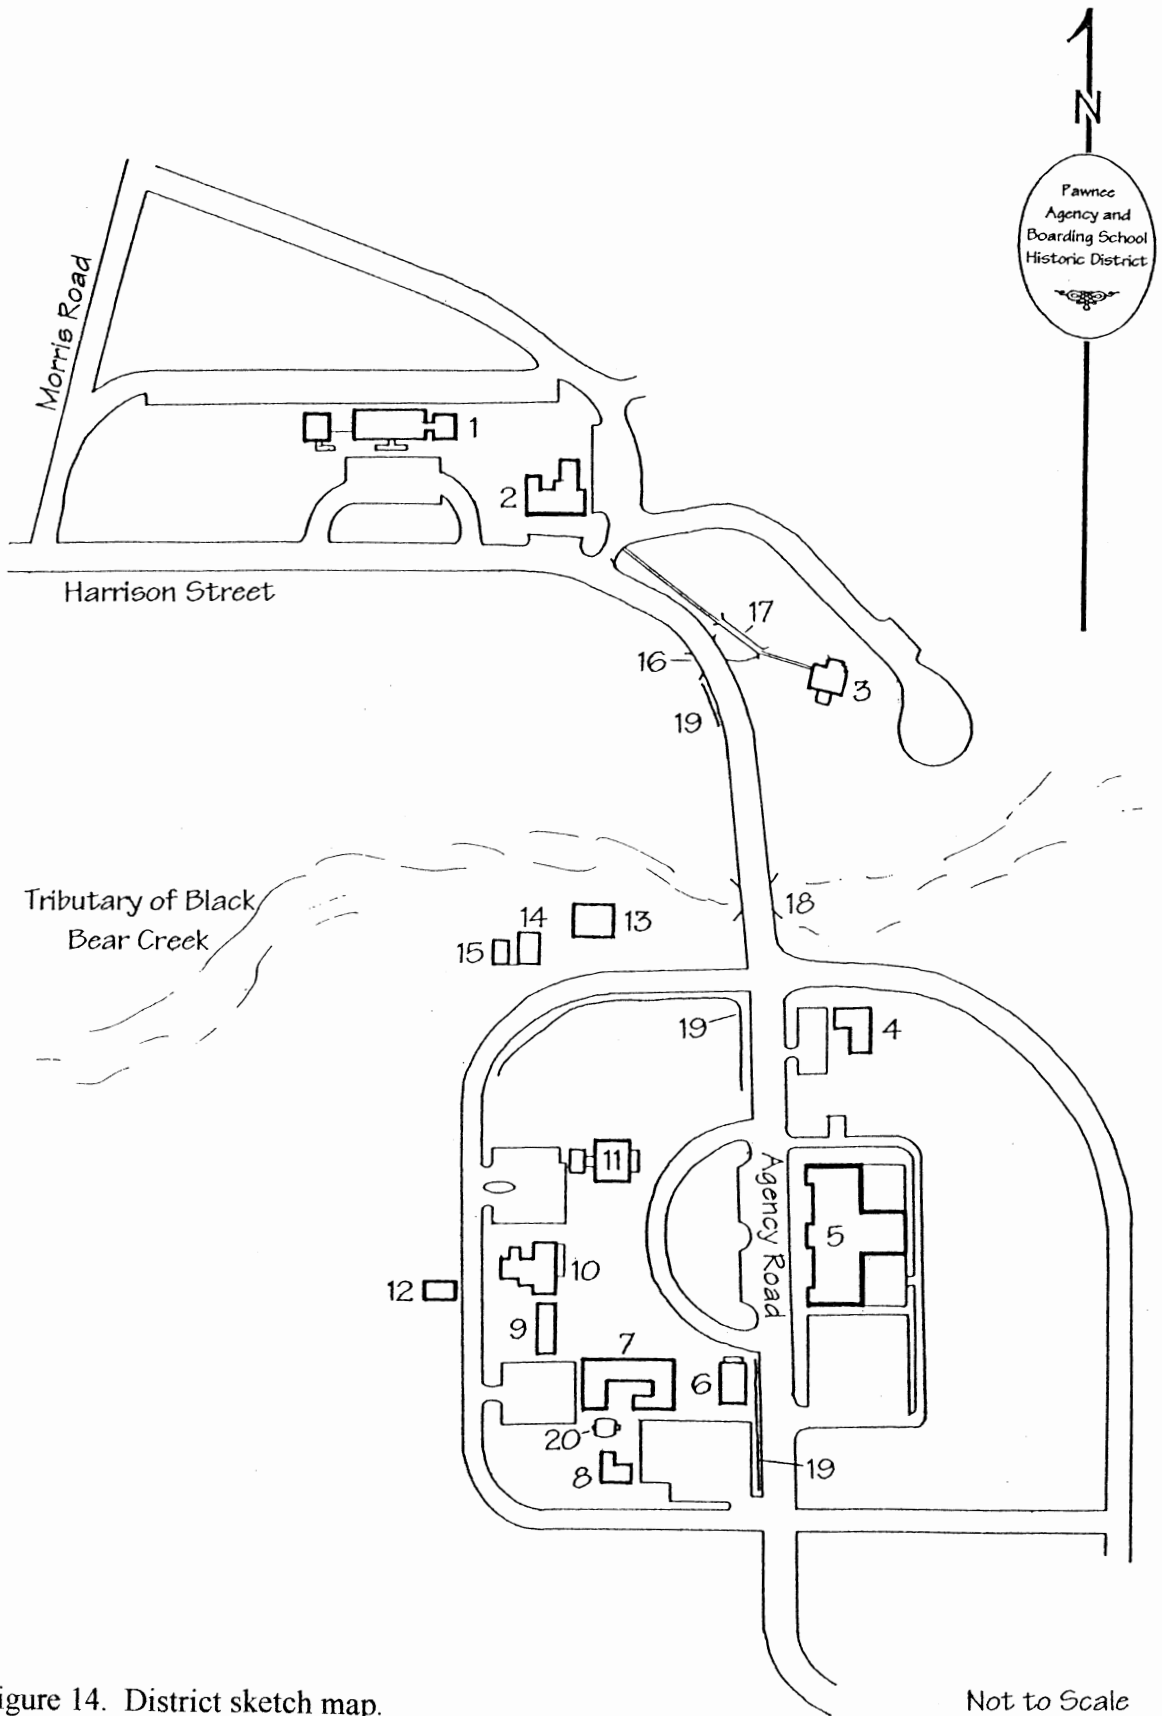 N
Pawnee
Agency and
Boarding School
Historic District
Morris Road
1
2
Harrison Street
17
16
3
19
Tributary of Black
Bear Creek
18
14
13
15
19
4
11
Agency Road
5
10
12
9
7
6
20
8
19
igure 14. District sketch map.
Not to Scale